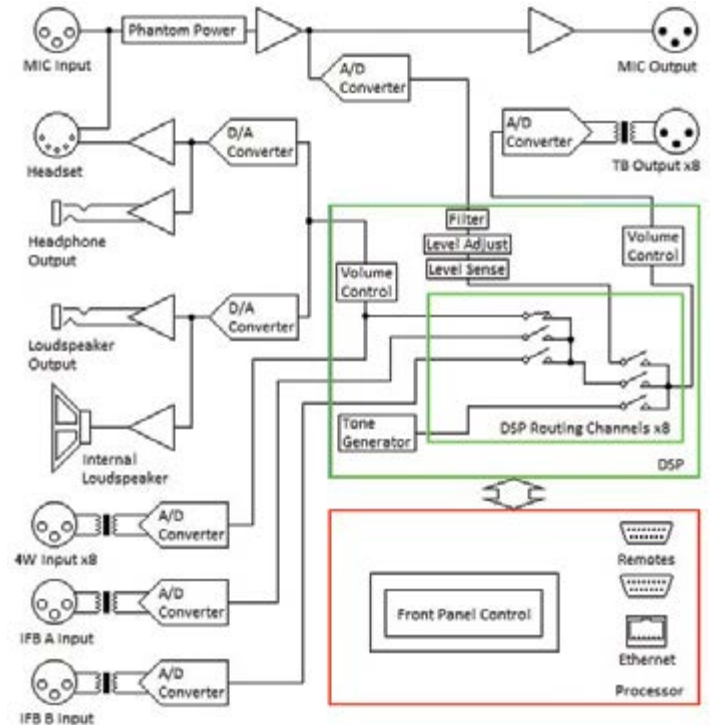 Phantom Power
MIC Input
A/D
Converter
MIC Output
D/A
Converter
A/D
Converter
TB Output x8
Headset
Headphone
Output
Filter
Level Adjust
Level Sense
Volume
Control
Volume
Control
D/A
Converter
Loudspeaker
Output
Internal
Loudspeaker
Tone
Generator
DSP Routing Channels x8
DSP
A/D
Converter
4W Input x8
A/D
Converter
IFB A Input
A/D
Converter
IFB B Input
Remotes
Front Panel Control
Ethernet
Processor